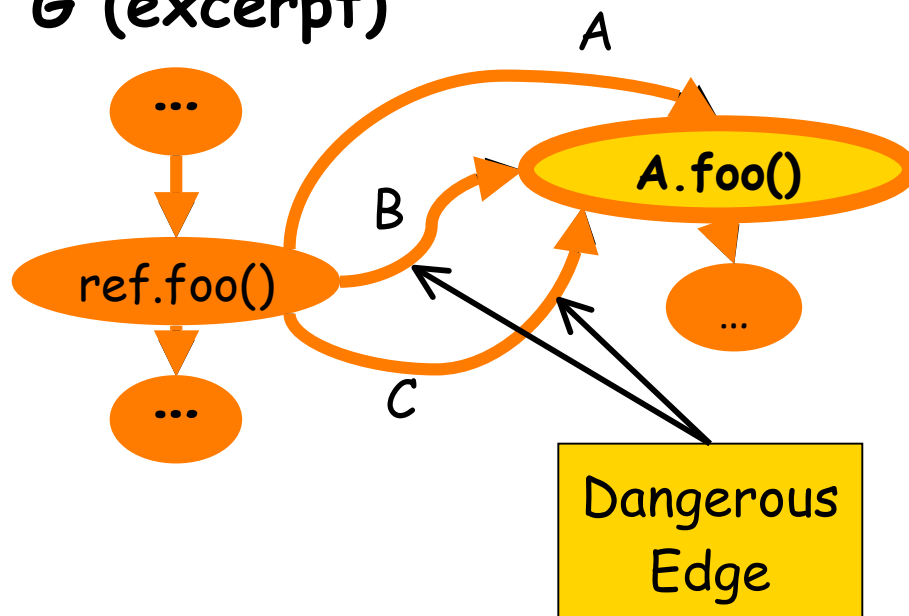 G (excerpt)
A
...
A.foo()
B
ref.foo()
...
C
...
Dangerous
Edge